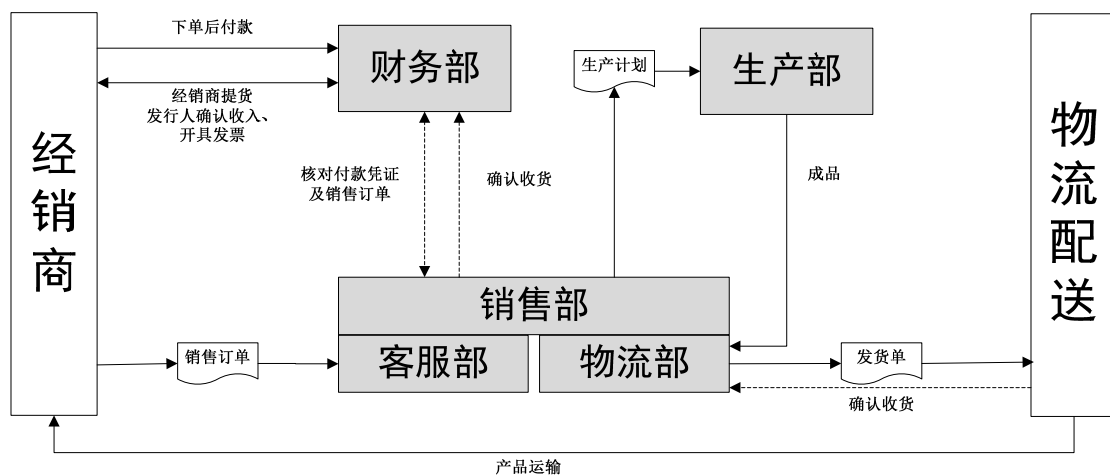 下单后付款
财务部
生产计划
生产部
经销商提货
发行人确认收入、
开具发票
经销商
物流配送
核对付款凭证
及销售订单
确认收货
成品
销售部
销售订单
客服部
物流部
发货单
确认收货
产品运输